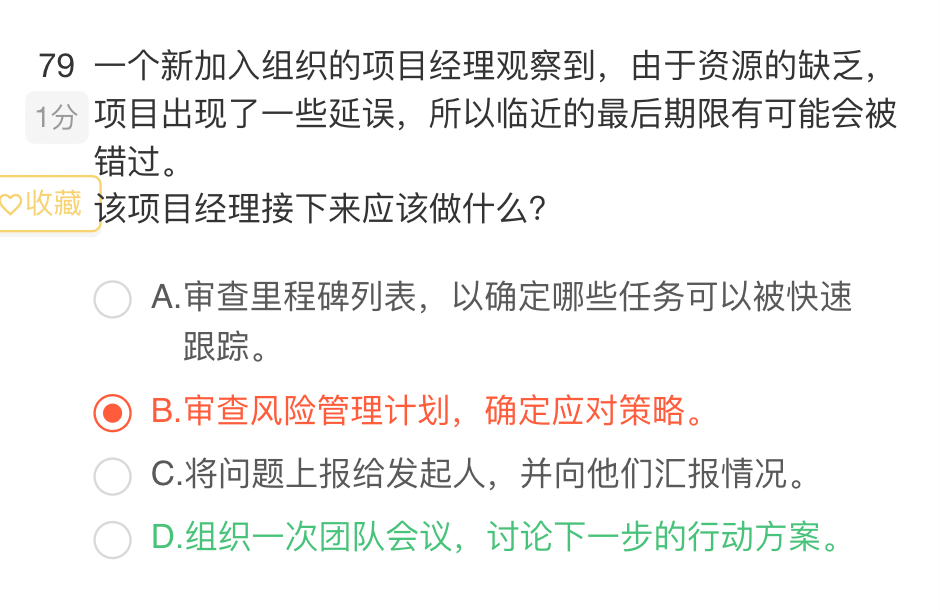 79 一个新加入组织的项目经理观察到，由于资源的缺乏，
1分 项目出现了一些延误，所以临近的最后期限有可能会被
错过。
收藏 该项目经理接下来应该做什么？
A.审查里程碑列表，以确定哪些任务可以被快速
跟踪。
B.审查风险管理计划，确定应对策略。
C.将问题上报给发起人，并向他们汇报情况。
D.组织一次团队会议，讨论下一步的行动方案。